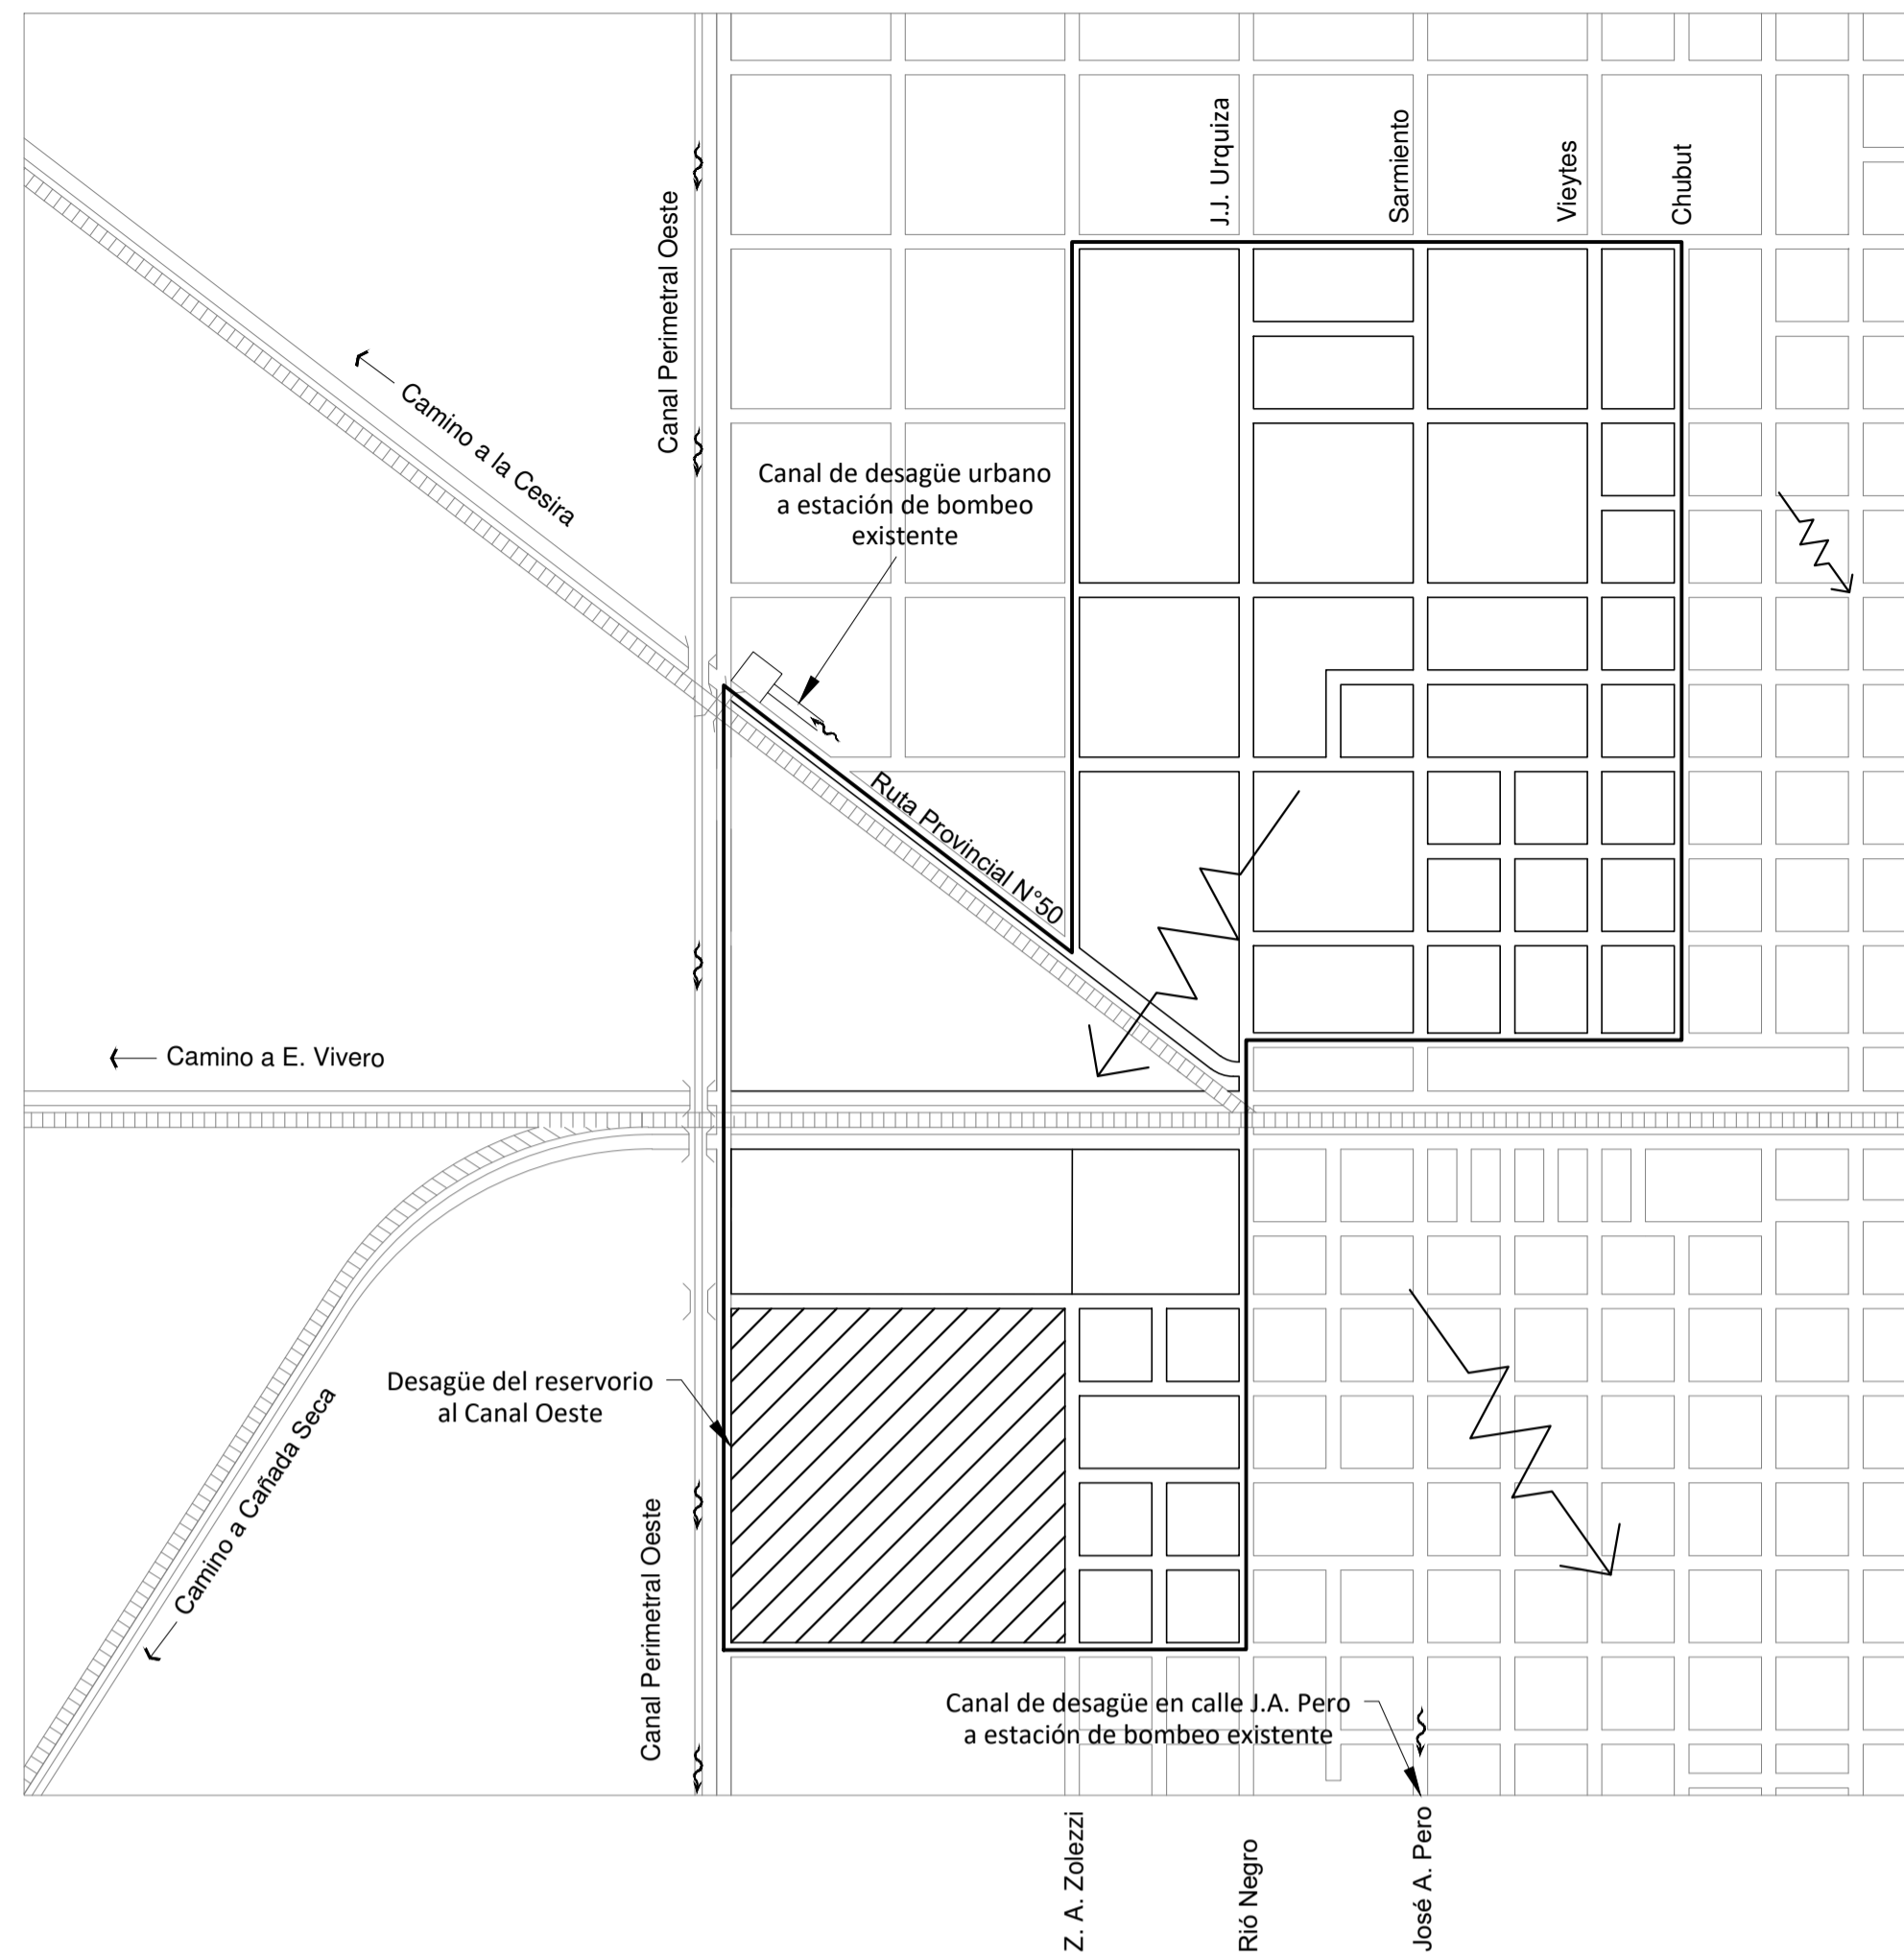 J.J. Urquiza
Sarmiento
Vieytes
Chubut
Canal Perimetral Oeste
Camino a la Cesira
Canal de desagüe urbano
a estación de bombeo
existente
Ruta Provincial N°50
Camino a E. Vivero
Desagüe del reservorio
al Canal Oeste
Camino a Cañada Seca
Canal Perimetral Oeste
Canal de desagüe en calle J.A. Pero
a estación de bombeo existente
Z. A. Zolezzi
Rió Negro
José A. Pero